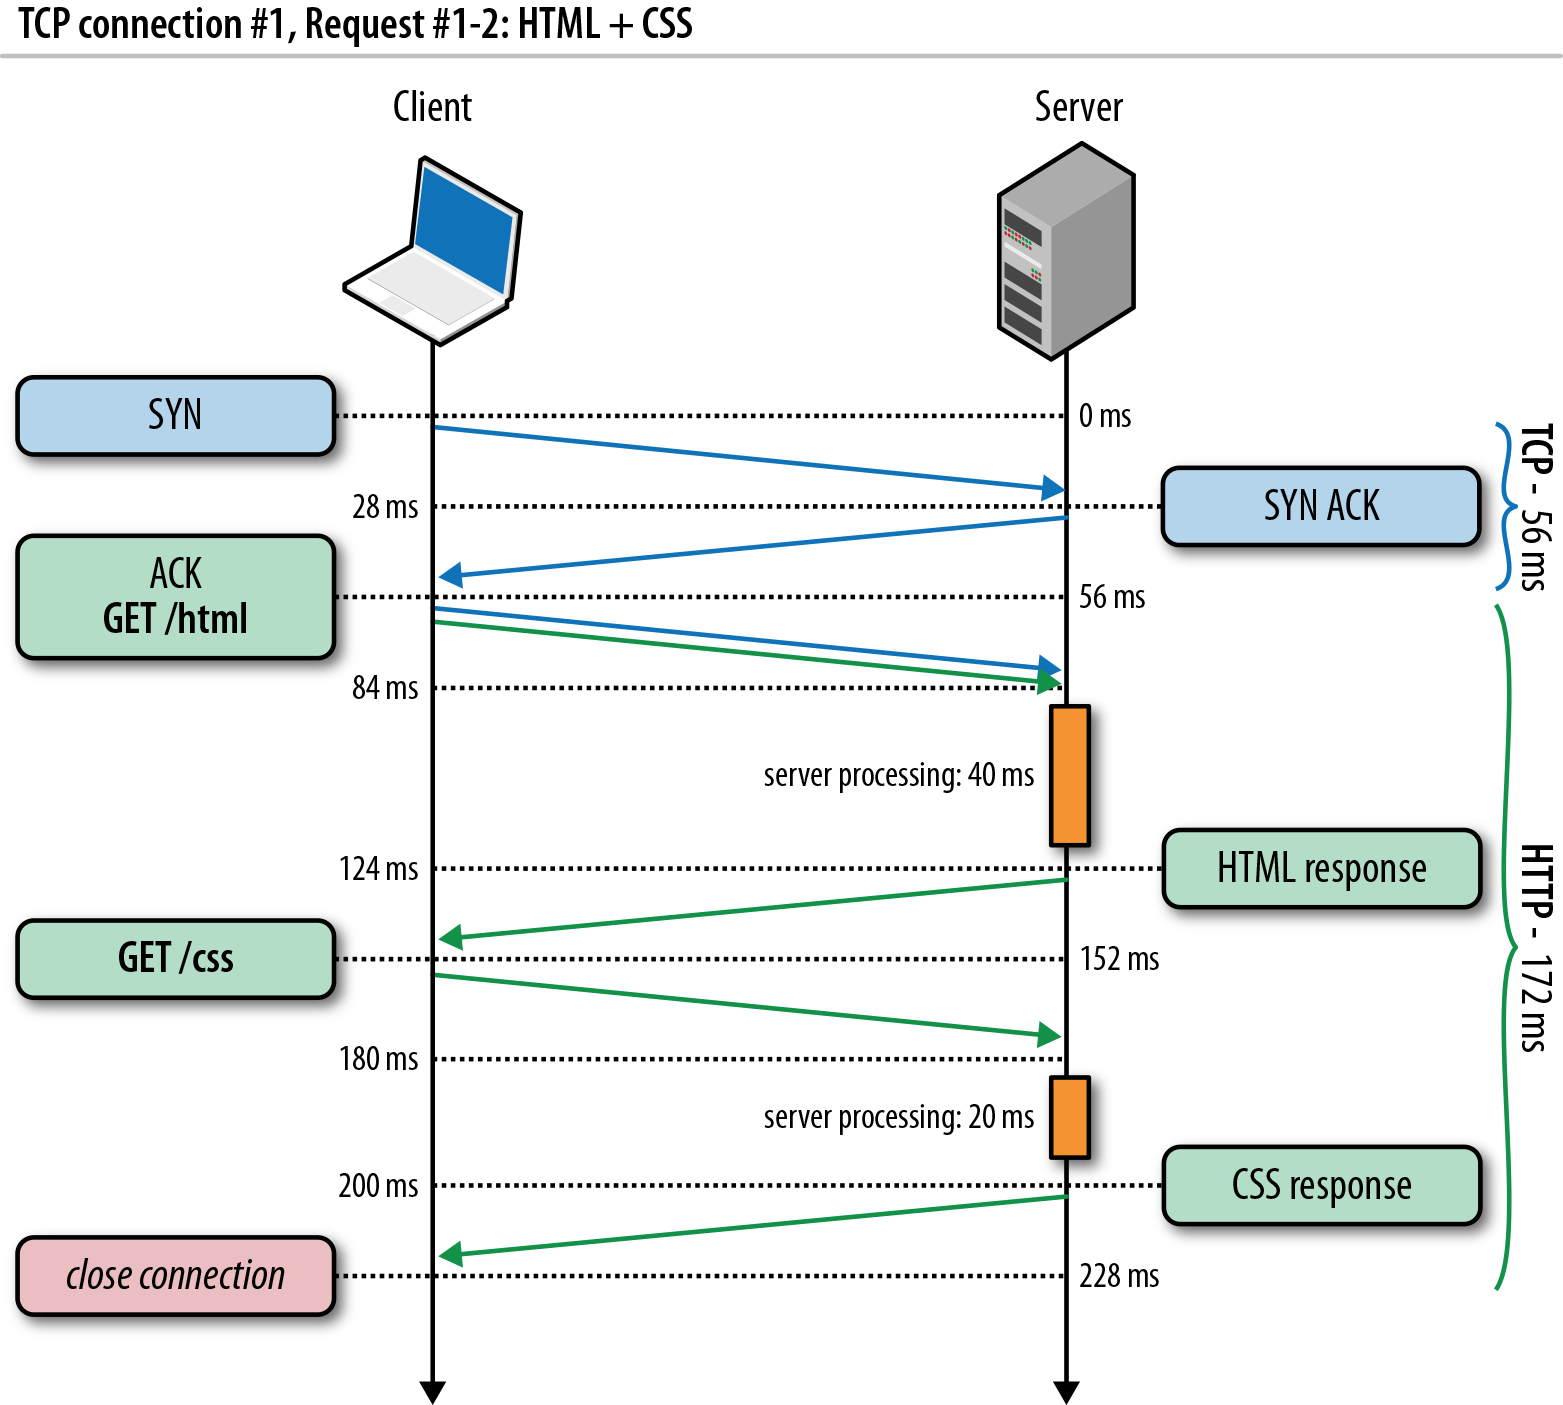 TCP connection #1, Request #1-2: HTML + CSS
Client
Server
SYN
0 ms
28 ms
SYN ACK
TCP - 56 ms
ACK
GET /html
56 ms
84 ms
server processing: 40 ms
124 ms
HTML response
HTTP - 172 ms
GET /css
152 ms
180 ms
server processing: 20 ms
200 ms
CSS response
close connection
228 ms